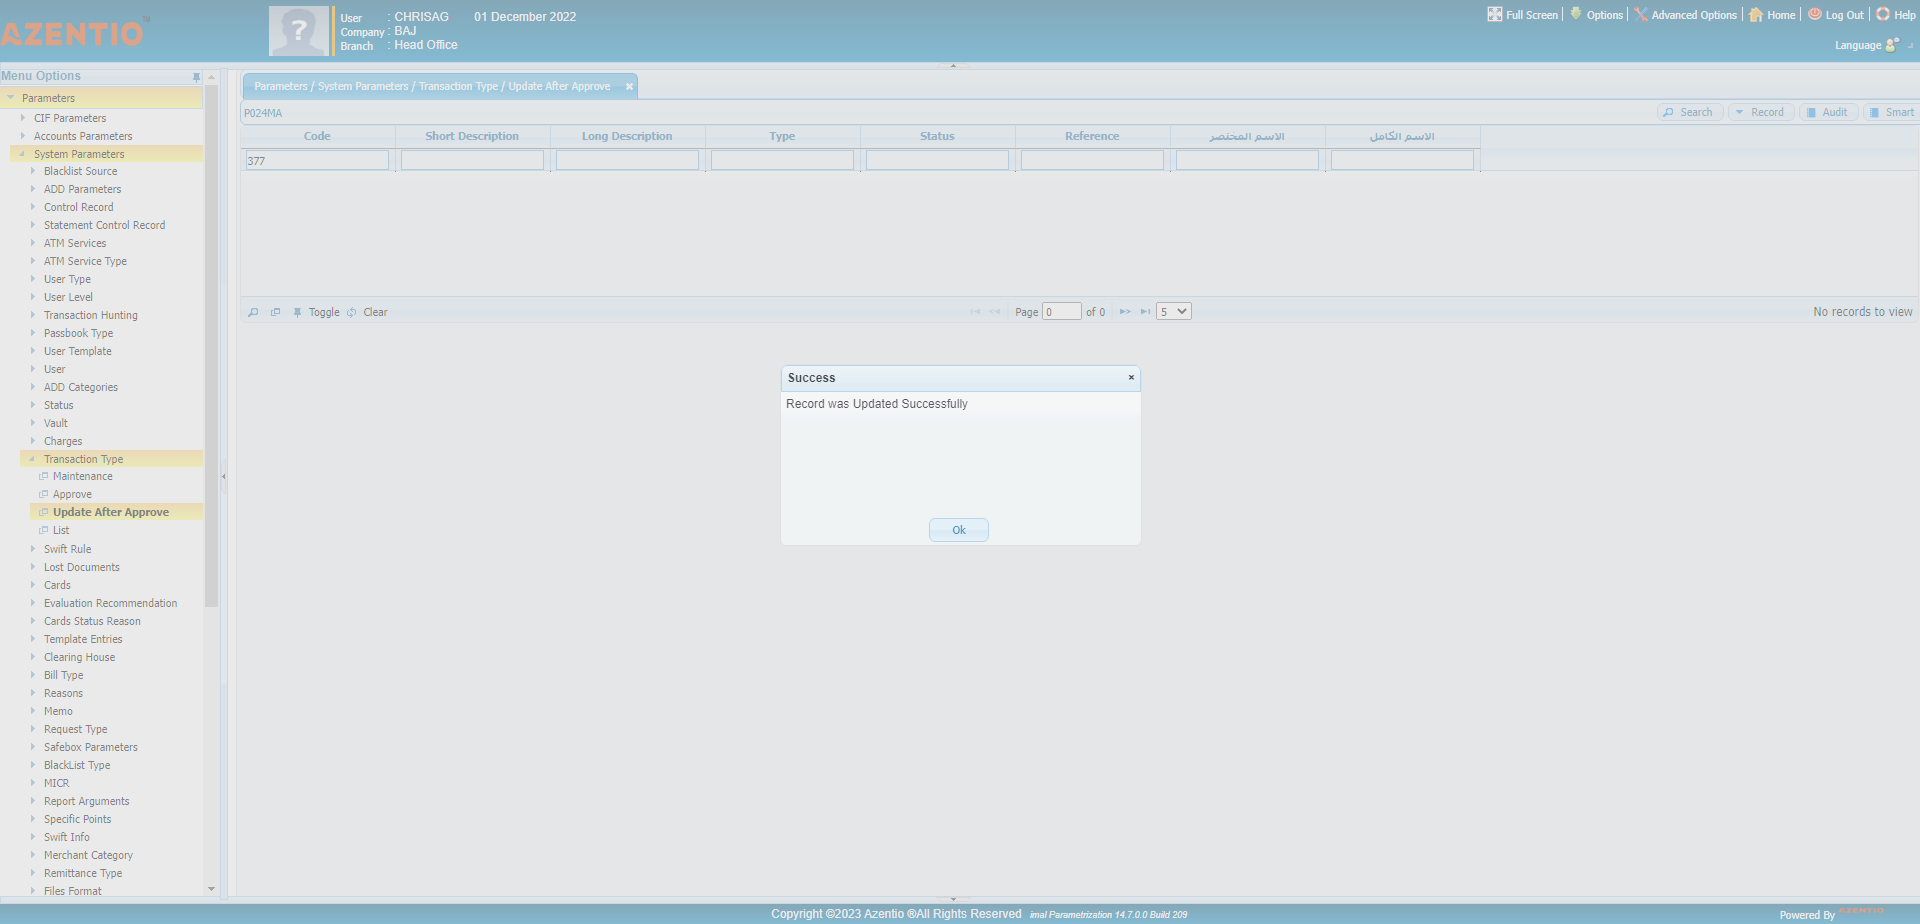 AZENTIO™
User : CHRISAG 01 December 2022
Company : BAJ
Branch : Head Office
Full Screen Options Advanced Options Home Log Out Help
Language
Menu Options
Parameters
CIF Parameters
Accounts Parameters
System Parameters
Blacklist Source
ADD Parameters
Control Record
Statement Control Record
ATM Services
ATM Service Type
User Type
User Level
Transaction Hunting
Passbook Type
User Template
User
ADD Categories
Status
Vault
Charges
Transaction Type
Maintenance
Approve
Update After Approve
List
Swift Rule
Lost Documents
Cards
Evaluation Recommendation
Cards Status Reason
Template Entries
Clearing House
Bill Type
Reasons
Memo
Request Type
Safebox Parameters
BlackList Type
MICR
Report Arguments
Specific Points
Swift Info
Merchant Category
Remittance Type
Files Format
Parameters / System Parameters / Transaction Type / Update After Approve
P024MA
Search Record Audit Smart
Code Short Description Long Description Type Status Reference الاسم المختصر الاسم الكامل
377
Toggle Clear
Page 0 of 0 5
No records to view
Success
Record was Updated Successfully
Ok
Copyright ©2023 Azentio ®All Rights Reserved imal Parametrization 14.7.0.0 Build 209
Powered By AZENTIO